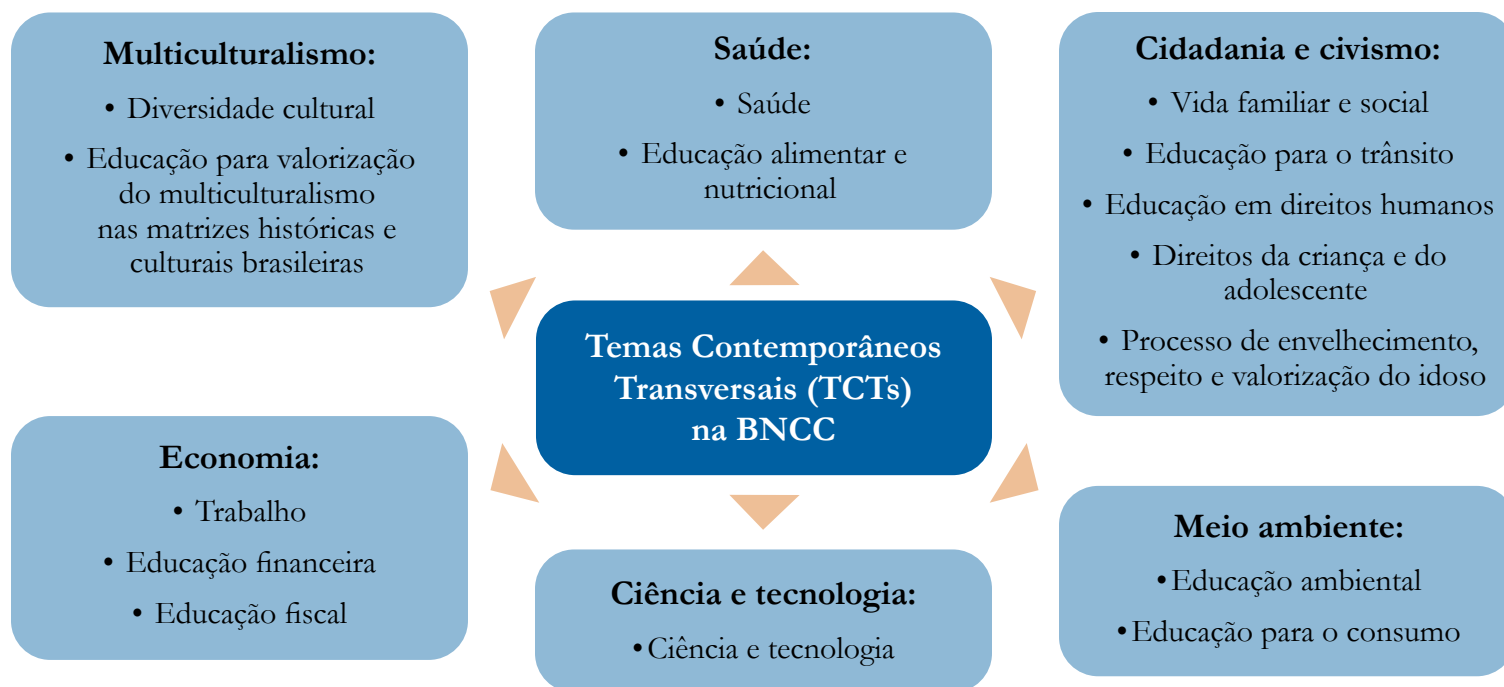 Multiculturalismo:
• Diversidade cultural
• Educação para valorização
do multiculturalismo
nas matrizes históricas e
culturais brasileiras
Saúde:
• Saúde
• Educação alimentar e
nutricional
Cidadania e civismo:
• Vida familiar e social
• Educação para o trânsito
• Educação em direitos humanos
• Direitos da criança e do
adolescente
• Processo de envelhecimento,
respeito e valorização do idoso
Temas Contemporâneos
Transversais (TCTs)
na BNCC
Economia:
• Trabalho
• Educação financeira
• Educação fiscal
Ciência e tecnologia:
•Ciência e tecnologia
Meio ambiente:
•Educação ambiental
•Educação para o consumo